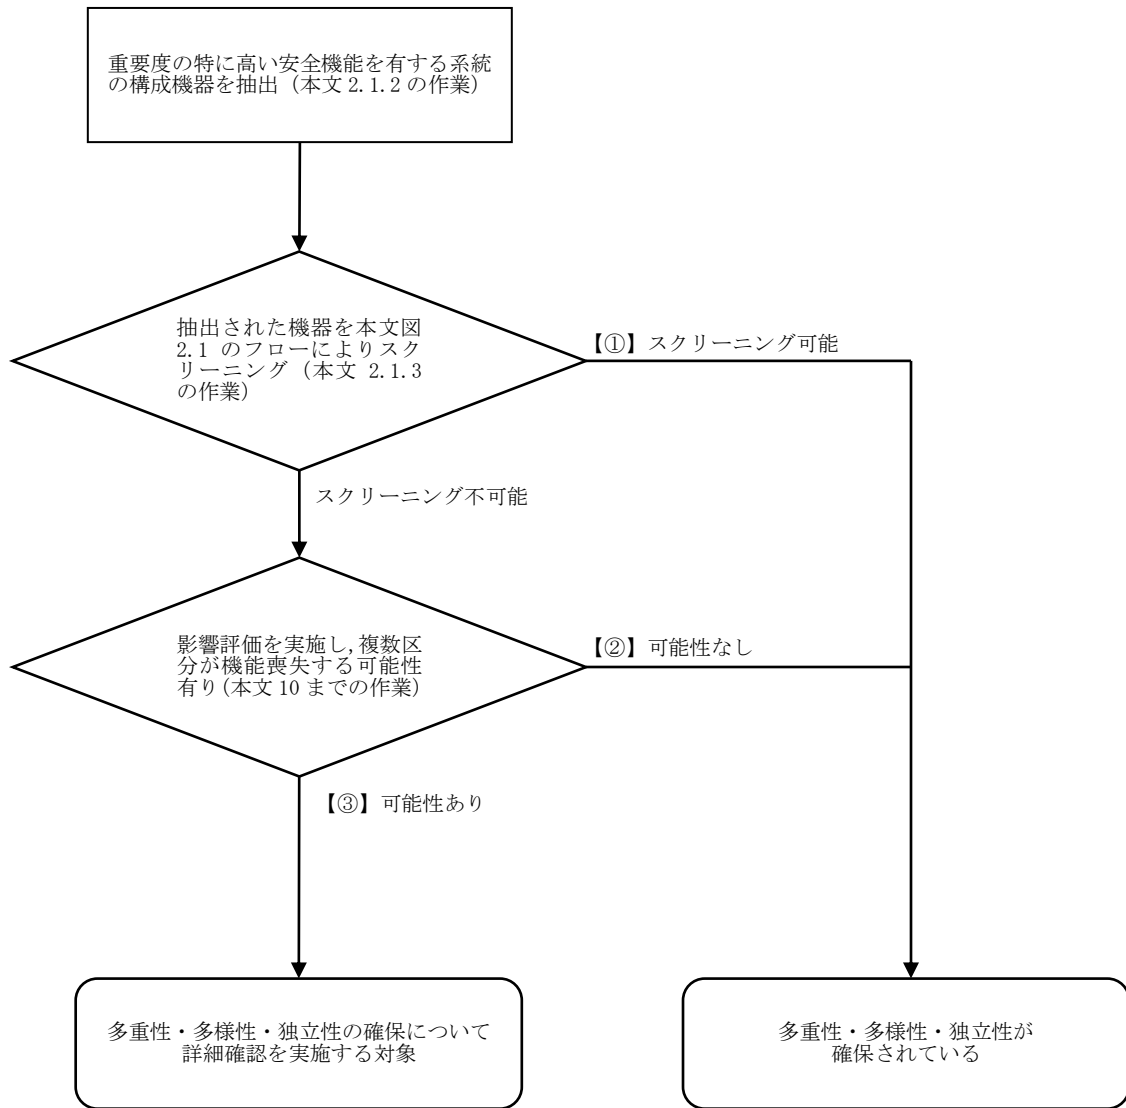 重要度の特に高い安全機能を有する系統
の構成機器を抽出（本文 2.1.2 の作業）
抽出された機器を本文図
2.1 のフローによりスク
リーニング（本文 2.1.3
の作業）
【①】スクリーニング可能
スクリーニング不可能
影響評価を実施し,複数区
分が機能喪失する可能性
有り(本文 10 までの作業)
【②】可能性なし
【③】可能性あり
多重性・多様性・独立性の確保について
詳細確認を実施する対象
多重性・多様性・独立性が
確保されている